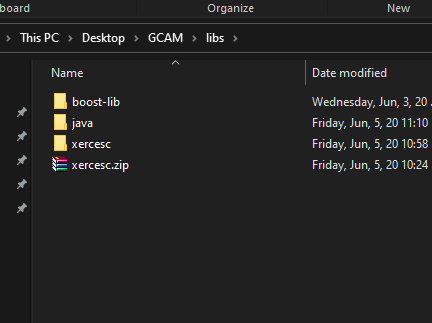 board Organize New
This PC Desktop GCAM libs
Name Date modified
boost-lib Wednesday, Jun, 3, 20 ...
java Friday, Jun, 5, 20 11:10
xercesc Friday, Jun, 5, 20 10:58
xercesc.zip Friday, Jun, 5, 20 10:24